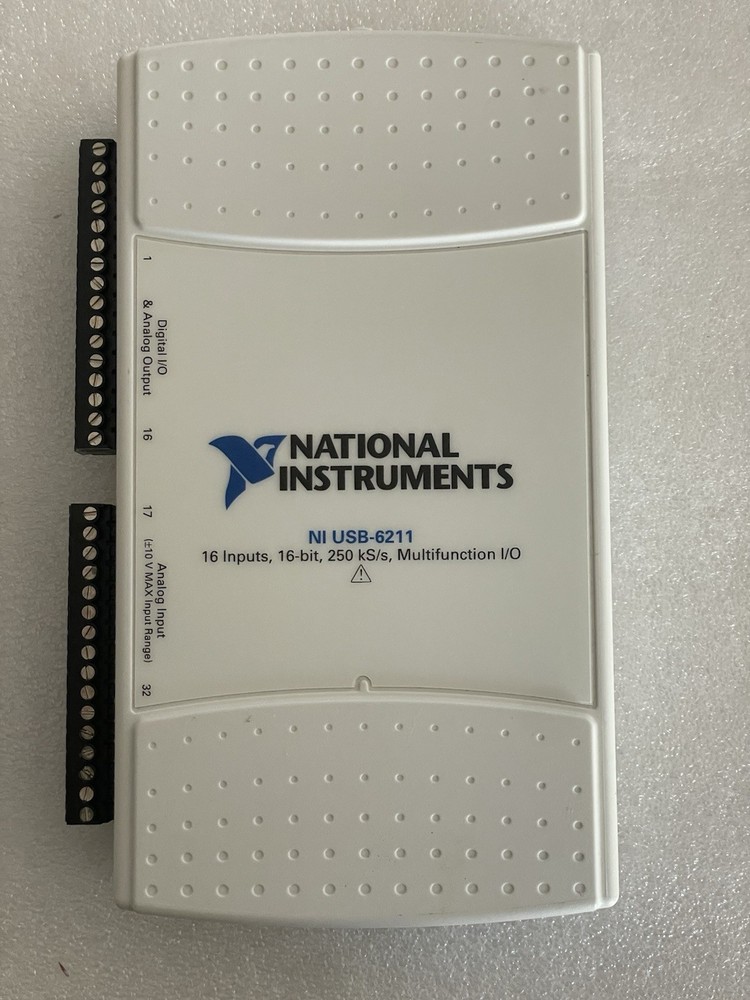 NATIONAL
INSTRUMENTS
NI USB-6211
16 Inputs, 16-bit, 250 kS/s, Multifunction I/O
1
Digital I/O
& Analog Output
16
17
Analog Input
(±10 V MAX Input Range)
32